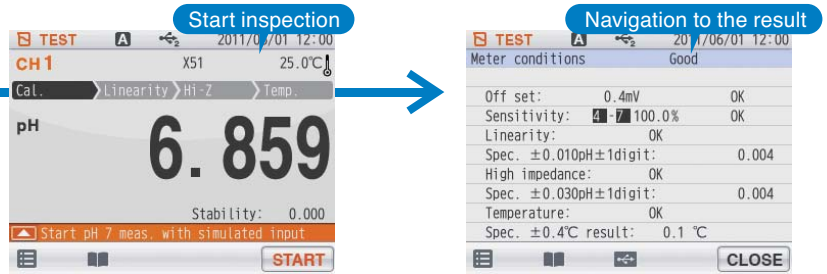 Start inspection
TEST A 2 2011/06/01 12:00
CH1 X51 25.0℃
Cal. Linearity Hi-Z Temp.
pH 6.859
Stability: 0.000
Start pH 7 meas. with simulated input
START
Navigation to the result
TEST A 2 2011/06/01 12:00
Meter conditions Good
Off set: 0.4mV OK
Sensitivity: 4 - 7 100.0% OK
Linearity: OK
Spec. ±0.010pH±1digit: 0.004
High impedance: OK
Spec. ±0.030pH±1digit: 0.004
Temperature: OK
Spec. ±0.4℃ result: 0.1 ℃
CLOSE